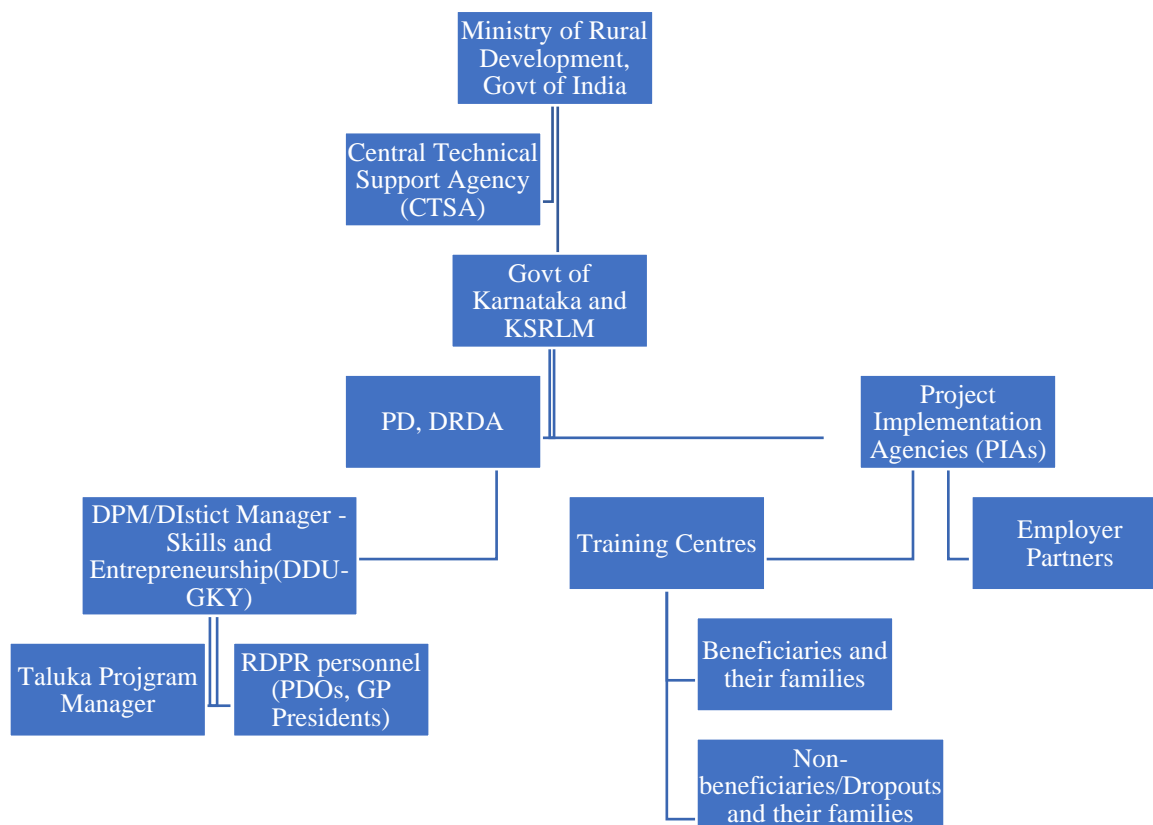 Ministry of Rural
Development,
Govt of India
Central Technical
Support Agency
(CTSA)
Govt of
Karnataka and
KSRLM
PD, DRDA
Project
Implementation
Agencies (PIAs)
DPM/DIstict Manager -
Skills and
Entrepreneurship(DDU-
GKY)
Training Centres
Employer
Partners
Taluka Projgram
Manager
RDPR personnel
(PDOs, GP
Presidents)
Beneficiaries and
their families
Non-
beneficiaries/Dropouts
and their families